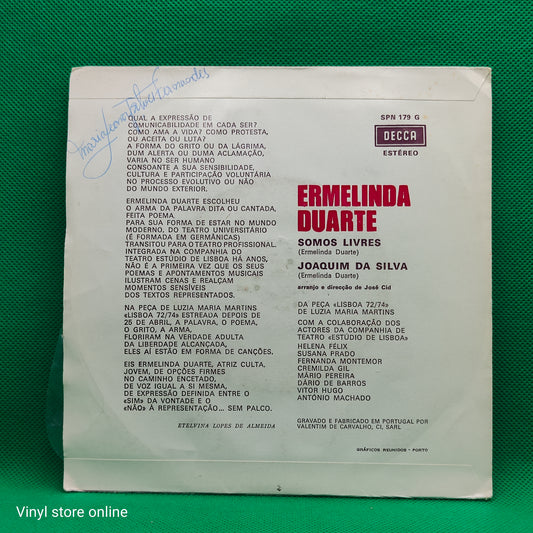 SPN 179 G
DECCA
ESTÉREO
QUAL A EXPRESSÃO DE
COMUNICABILIDADE EM CADA SER?
COMO AMA A VIDA? COMO PROTESTA,
OU ACEITA OU LUTA?
A FORMA DO GRITO OU DA LÁGRIMA,
DUM ALERTA OU DUMA ACLAMAÇÃO,
VARIA NO SER HUMANO
CONSOANTE A SUA SENSIBILIDADE,
CULTURA E PARTICIPAÇÃO VOLUNTÁRIA
NO PROCESSO EVOLUTIVO OU NÃO
DO MUNDO EXTERIOR.
ERMELINDA DUARTE ESCOLHEU
O ARMA DA PALAVRA DITA OU CANTADA,
FEITA POEMA.
PARA SUA FORMA DE ESTAR NO MUNDO
MODERNO, DO TEATRO UNIVERSITÁRIO
(É FORMADA EM GERMÂNICAS)
TRANSITOU PARA O TEATRO PROFISSIONAL.
INTEGRADA NA COMPANHIA DO
TEATRO ESTÚDIO DE LISBOA HÁ ANOS,
NÃO É A PRIMEIRA VEZ QUE OS SEUS
POEMAS E APONTAMENTOS MUSICAIS
ILUSTRAM CENAS E REALÇAM
MOMENTOS SENSÍVEIS
DOS TEXTOS REPRESENTADOS.
NA PEÇA DE LUZIA MARIA MARTINS
«LISBOA 72/74» ESTREADA DEPOIS DE
25 DE ABRIL, A PALAVRA, O POEMA,
O GRITO, A ARMA,
FLORIRAM NA VERDADE ADULTA
DA LIBERDADE ALCANÇADA,
ELES AÍ ESTÃO EM FORMA DE CANÇÕES.
EIS ERMELINDA DUARTE, ATRIZ CULTA,
JOVEM, DE OPÇÕES FIRMES
NO CAMINHO ENCETADO,
DE VOZ IGUAL A SI MESMA,
DE EXPRESSÃO DEFINIDA ENTRE O
«SIM» DA VONTADE E O
«NÃO» À REPRESENTAÇÃO... SEM PALCO.
ETELVINA LOPES DE ALMEIDA
ERMELINDA
DUARTE
SOMOS LIVRES
(Ermelinda Duarte)
JOAQUIM DA SILVA
(Ermelinda Duarte)
arranjo e direcção de José Cid
DA PEÇA «LISBOA 72/74»
DE LUZIA MARIA MARTINS
COM A COLABORAÇÃO DOS
ACTORES DA COMPANHIA DE
TEATRO «ESTÚDIO DE LISBOA»
HELENA FÉLIX
SUSANA PRADO
FERNANDA MONTEMOR
CREMILDA GIL
MÁRIO PEREIRA
DÁRIO DE BARROS
VITOR HUGO
ANTÓNIO MACHADO
GRAVADO E FABRICADO EM PORTUGAL POR
VALENTIM DE CARVALHO, CI, SARL
GRÁFICOS REUNIDOS - PORTO
Vinyl store online